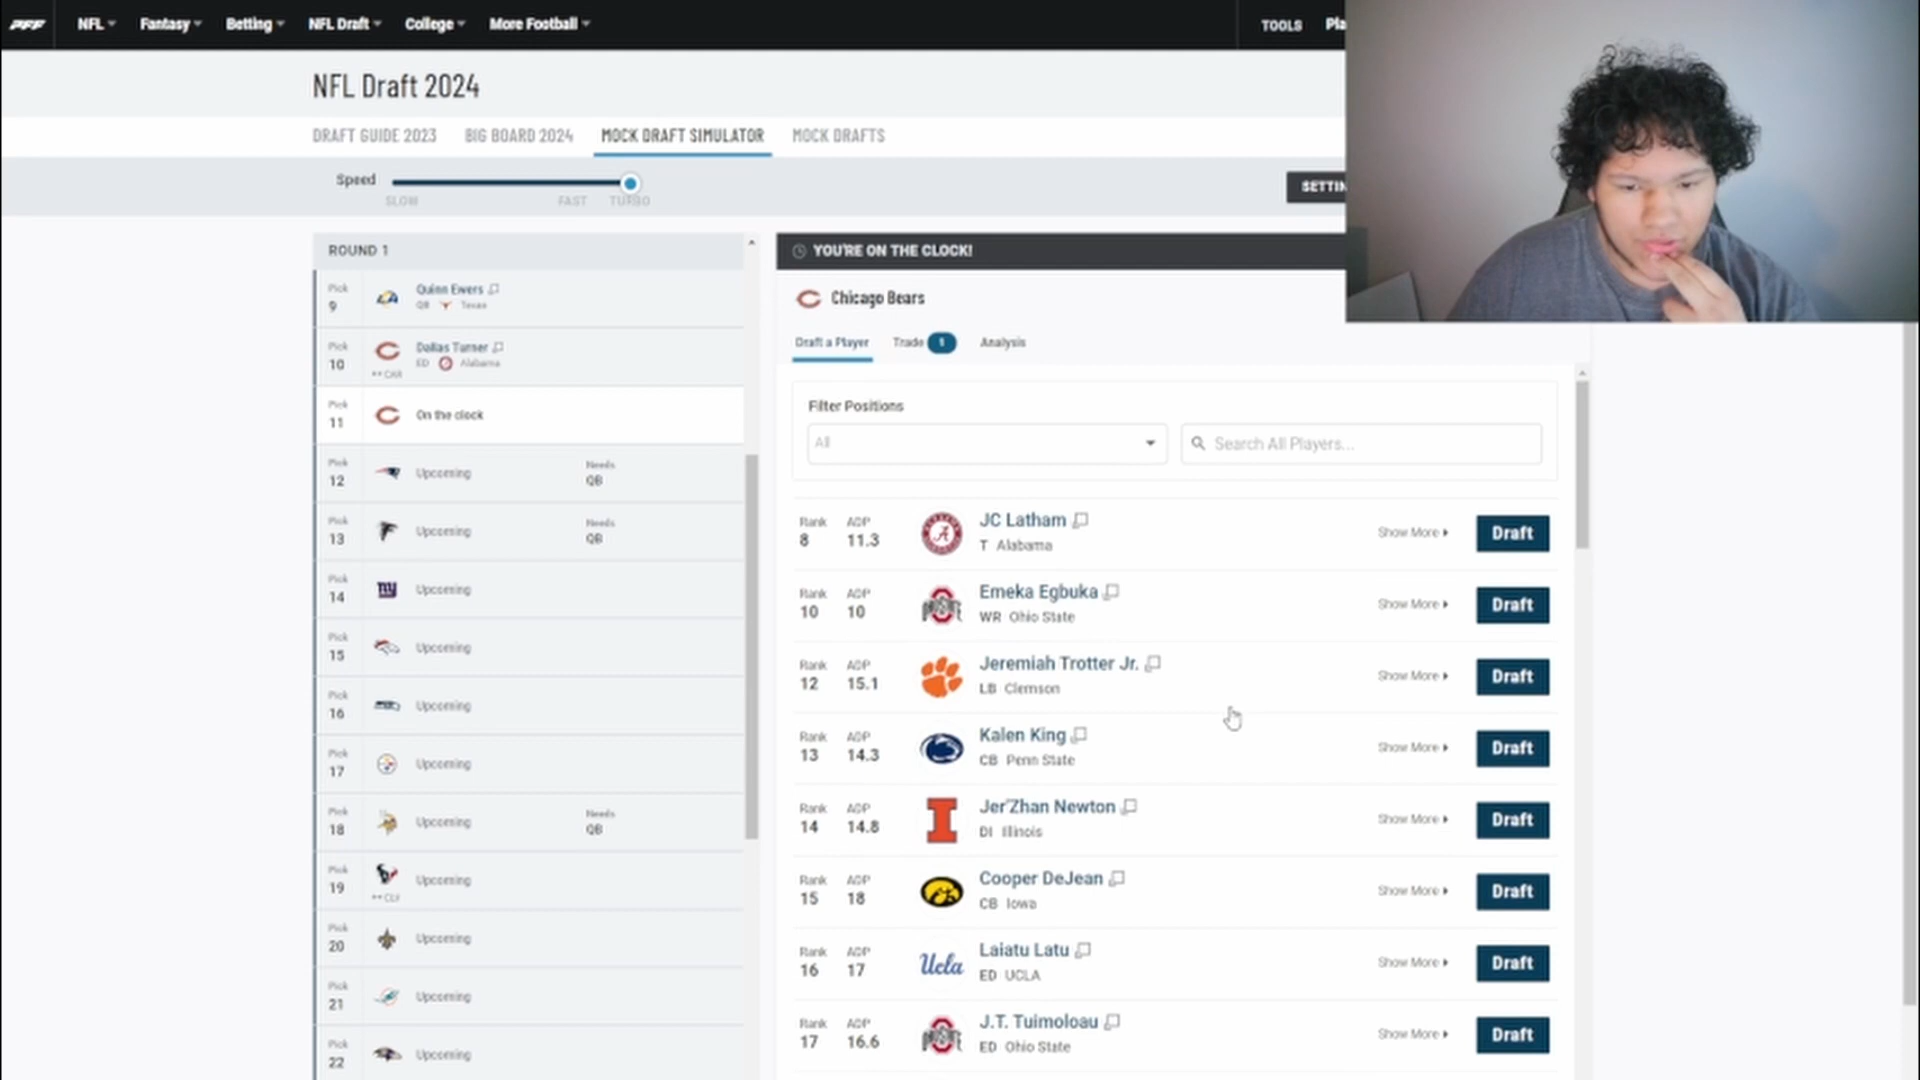 PFF NFL Fantasy Betting NFL Draft College More Football TOOLS
NFL Draft 2024
DRAFT GUIDE 2023 BIG BOARD 2024 MOCK DRAFT SIMULATOR MOCK DRAFTS
Speed
SLOW FAST TURBO
SETTIN
ROUND 1
Pick 9 Quinn Ewers
QB Texas
Pick 10 Dallas Turner
ED Alabama
CAR
Pick 11 On the clock
Pick 12 Upcoming Needs QB
Pick 13 Upcoming Needs QB
Pick 14 Upcoming
Pick 15 Upcoming
Pick 16 Upcoming
Pick 17 Upcoming
Pick 18 Upcoming Needs QB
Pick 19 Upcoming
CLV
Pick 20 Upcoming
Pick 21 Upcoming
Pick 22 Upcoming
YOU'RE ON THE CLOCK!
Chicago Bears
Draft a Player Trade 1 Analysis
Filter Positions
All Search All Players...
Rank 8 ADP 11.3 JC Latham Show More Draft
T Alabama
Rank 10 ADP 10 Emeka Egbuka Show More Draft
WR Ohio State
Rank 12 ADP 15.1 Jeremiah Trotter Jr. Show More Draft
LB Clemson
Rank 13 ADP 14.3 Kalen King Show More Draft
CB Penn State
Rank 14 ADP 14.8 Jer'Zhan Newton Show More Draft
DI Illinois
Rank 15 ADP 18 Cooper DeJean Show More Draft
CB Iowa
Rank 16 ADP 17 Ucla Laiatu Latu Show More Draft
ED UCLA
Rank 17 ADP 16.6 J.T. Tuimoloau Show More Draft
ED Ohio State